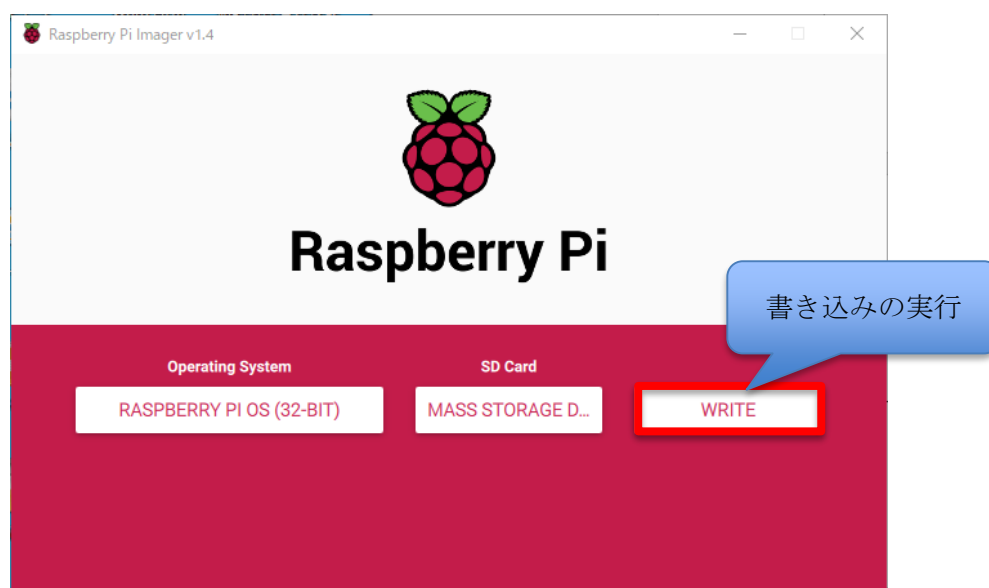 Raspberry Pi Imager v1.4
Raspberry Pi
書き込みの実行
Operating System
SD Card
RASPBERRY PI OS (32-BIT)
MASS STORAGE D...
WRITE